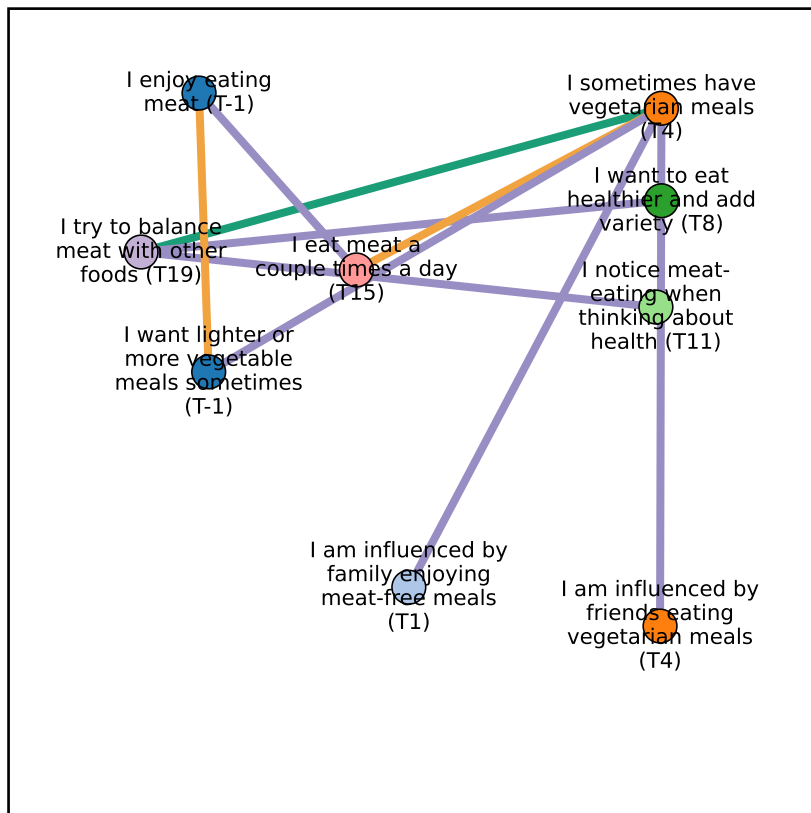 I enjoy eating
meat (T-1)
I sometimes have
vegetarian meals
(T4)
I want to eat
healthier and add
variety (T8)
I try to balance
meat with other
foods (T19)
I eat meat a
couple times a day
(T15)
I notice meat-
eating when
thinking about
health (T11)
I want lighter or
more vegetable
meals sometimes
(T-1)
I am influenced by
family enjoying
meat-free meals
(T1)
I am influenced by
friends eating
vegetarian meals
(T4)